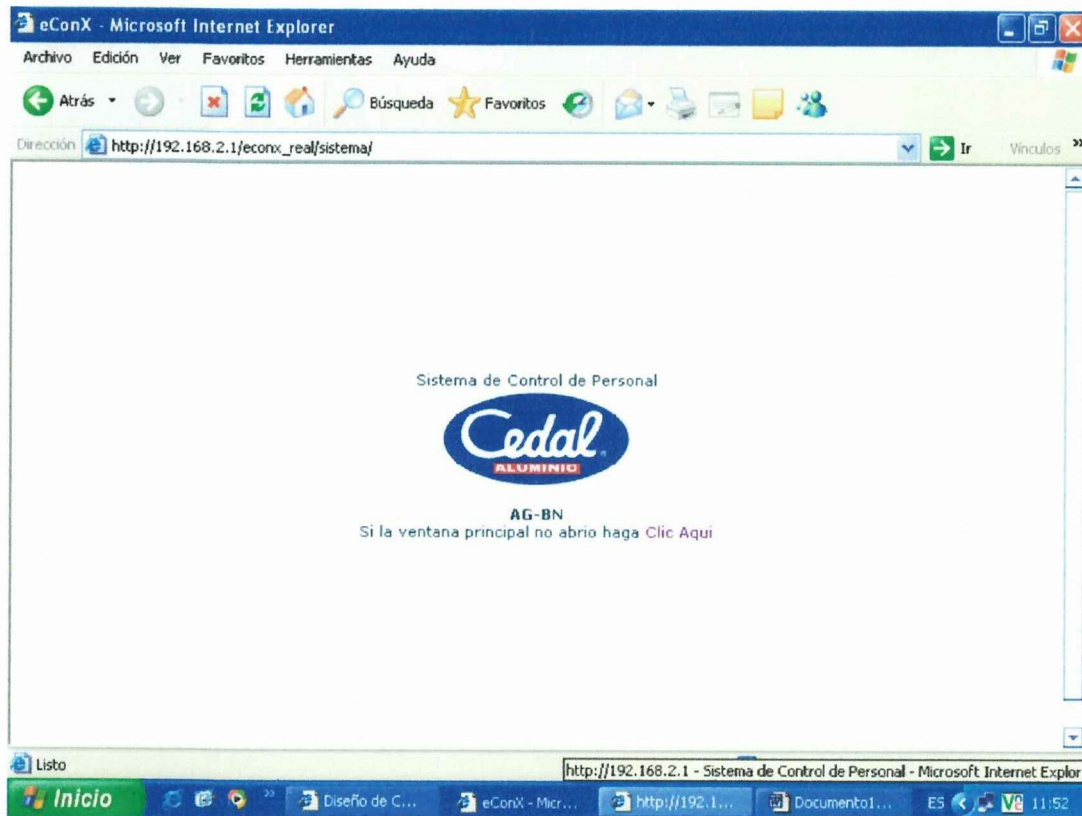 eConX - Microsoft Internet Explorer
Archivo Edición Ver Favoritos Herramientas Ayuda
Atrás Búsqueda Favoritos
Dirección http://192.168.2.1/econx_real/sistema/ Ir Vínculos »
Sistema de Control de Personal
Cedal
ALUMINIO
AG-BN
Si la ventana principal no abrio haga Clic Aqui
Listo
http://192.168.2.1 - Sistema de Control de Personal - Microsoft Internet Explor
Inicio » Diseño de C... eConX - Micr... http://192.1... Documento1... ES 11:52